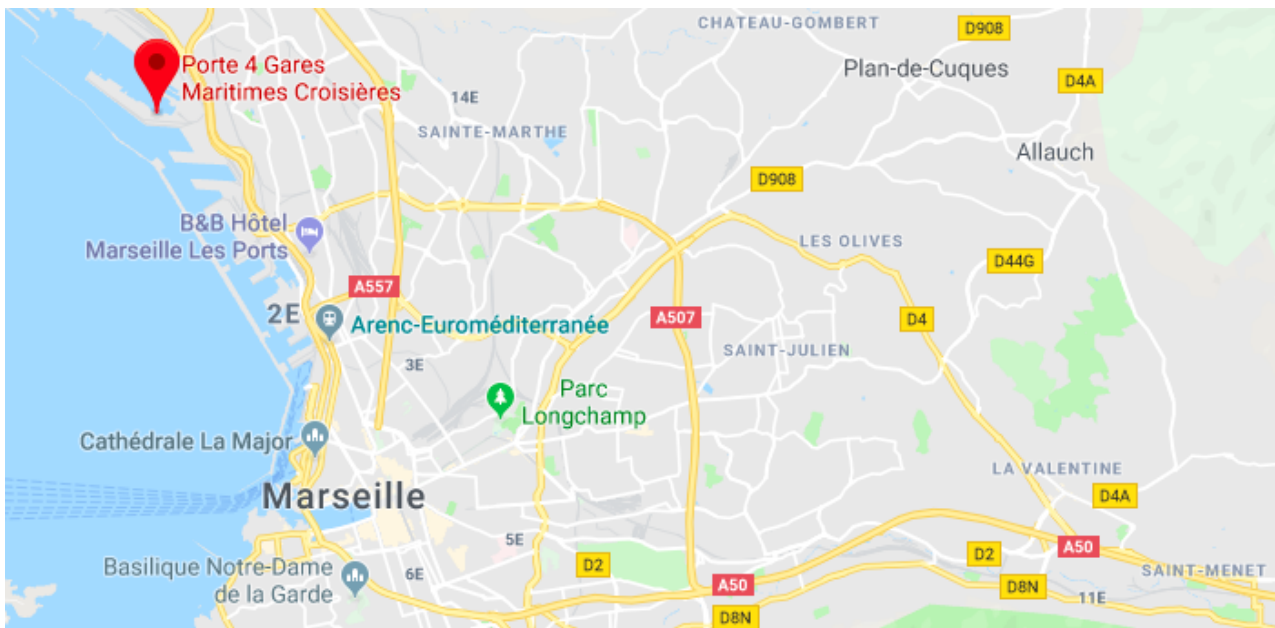 CHATEAU-GOMBERT
D908
Porte 4 Gares
Maritimes Croisières
Plan-de-Cuques
D4A
14E
SAINTE-MARTHE
Allauch
D908
B&B Hôtel
Marseille Les Ports
LES OLIVES
D44G
A557
2E
Arenc-Euroméditerranée
A507
D4
SAINT-JULIEN
3E
Parc
Longchamp
Cathédrale La Major
LA VALENTINE
Marseille
D4A
5E
A50
D2
D2
Basilique Notre-Dame
de la Garde
6E
A50
SAINT-MENET
D8N
11E
D8N